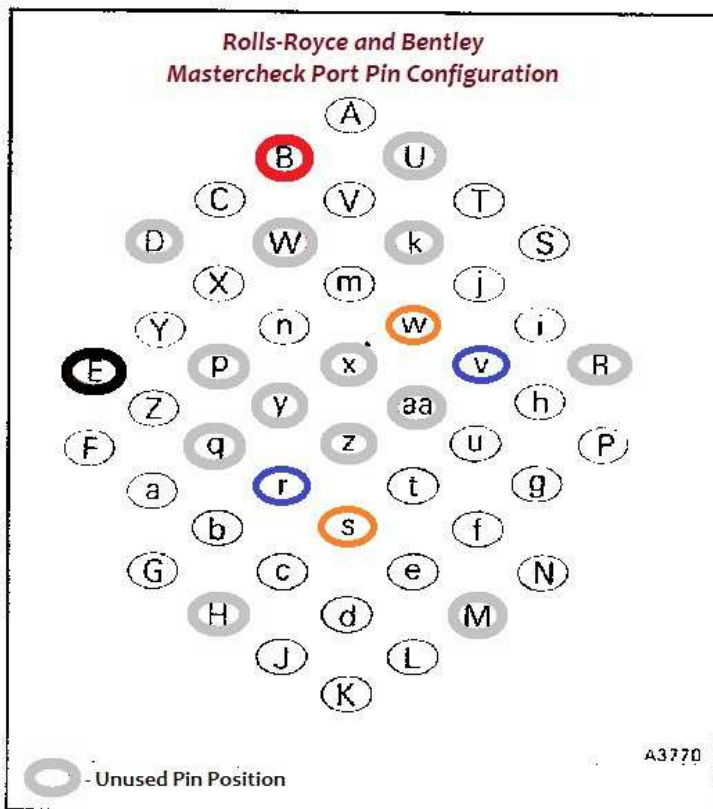 Rolls-Royce and Bentley
Mastercheck Port Pin Configuration
A
B U
C V T
D W k S
X m j
Y n w i
E p x v R
Z y aa h
F q z u P
a r t g
b s f
G c e N
H d M
J L
K
A3770
- Unused Pin Position